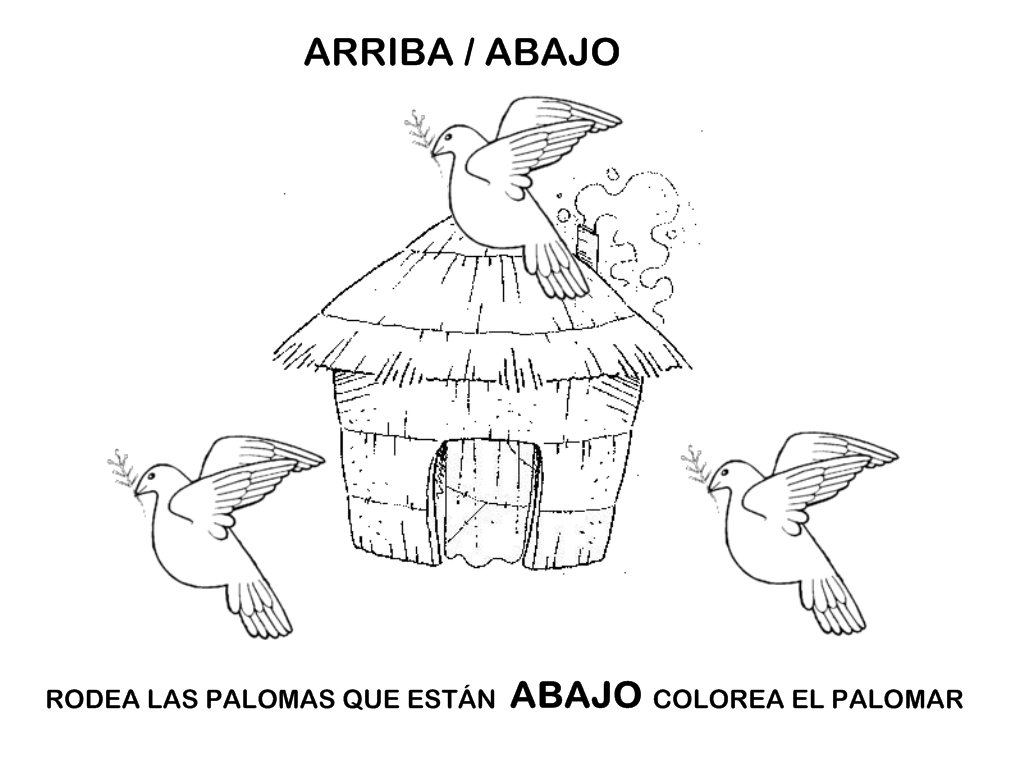 ARRIBA / ABAJO
RODEA LAS PALOMAS QUE ESTÁN ABAJO COLOREA EL PALOMAR